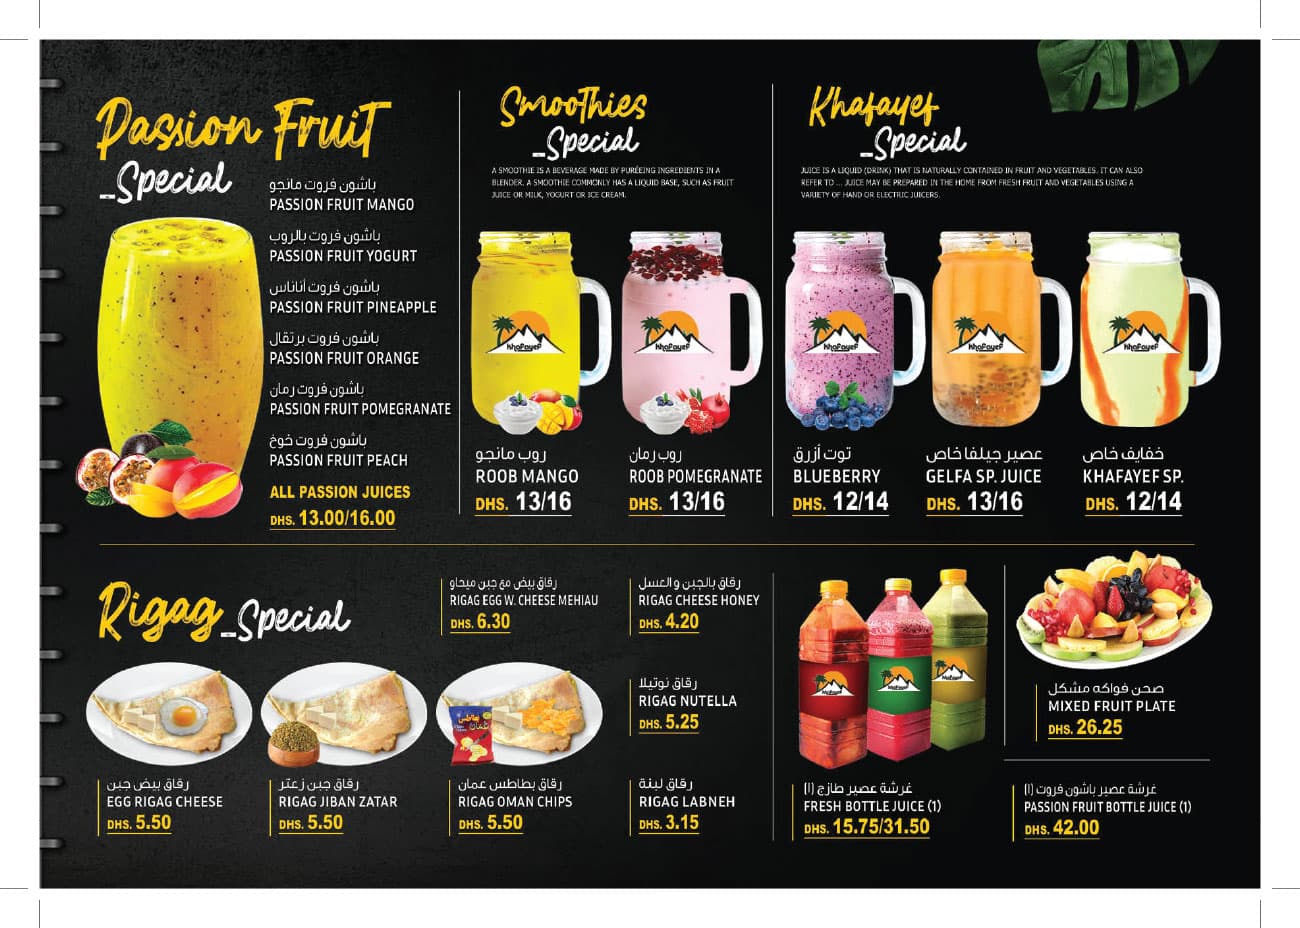 Passion Fruit
_Special
باشون فروت مانجو
PASSION FRUIT MANGO
باشون فروت بالروب
PASSION FRUIT YOGURT
باشون فروت أناناس
PASSION FRUIT PINEAPPLE
باشون فروت برتقال
PASSION FRUIT ORANGE
باشون فروت رمان
PASSION FRUIT POMEGRANATE
باشون فروت خوخ
PASSION FRUIT PEACH
ALL PASSION JUICES
DHS. 13.00/16.00
Smoothies
_Special
A SMOOTHIE IS A BEVERAGE MADE BY PURÉEING INGREDIENTS IN A
BLENDER. A SMOOTHIE COMMONLY HAS A LIQUID BASE, SUCH AS FRUIT
JUICE OR MILK, YOGURT OR ICE CREAM.
KhaFayeF
KhaFayeF
روب مانجو
ROOB MANGO
DHS. 13/16
روب رمان
ROOB POMEGRANATE
DHS. 13/16
Khafayef
_Special
JUICE IS A LIQUID (DRINK) THAT IS NATURALLY CONTAINED IN FRUIT AND VEGETABLES. IT CAN ALSO
REFER TO ... JUICE MAY BE PREPARED IN THE HOME FROM FRESH FRUIT AND VEGETABLES USING A
VARIETY OF HAND OR ELECTRIC JUICERS.
KhaFayeF
KhaFayeF
KhaFayeF
توت أزرق
BLUEBERRY
DHS. 12/14
عصير جيلفا خاص
GELFA SP. JUICE
DHS. 13/16
خفايف خاص
KHAFAYEF SP.
DHS. 12/14
Rigag _Special
رقاق بيض مع جبن ميحاو
RIGAG EGG W. CHEESE MEHIAU
DHS. 6.30
رقاق بالجبن و العسل
RIGAG CHEESE HONEY
DHS. 4.20
رقاق نوتيلا
RIGAG NUTELLA
DHS. 5.25
رقاق بيض جبن
EGG RIGAG CHEESE
DHS. 5.50
رقاق جبن زعتر
RIGAG JIBAN ZATAR
DHS. 5.50
رقاق بطاطس عمان
RIGAG OMAN CHIPS
DHS. 5.50
رقاق لبنة
RIGAG LABNEH
DHS. 3.15
KhaFayeF
KhaFayeF
KhaFayeF
غرشة عصير طازج (١)
FRESH BOTTLE JUICE (1)
DHS. 15.75/31.50
صحن فواكه مشكل
MIXED FRUIT PLATE
DHS. 26.25
غرشة عصير باشون فروت (١)
PASSION FRUIT BOTTLE JUICE (1)
DHS. 42.00